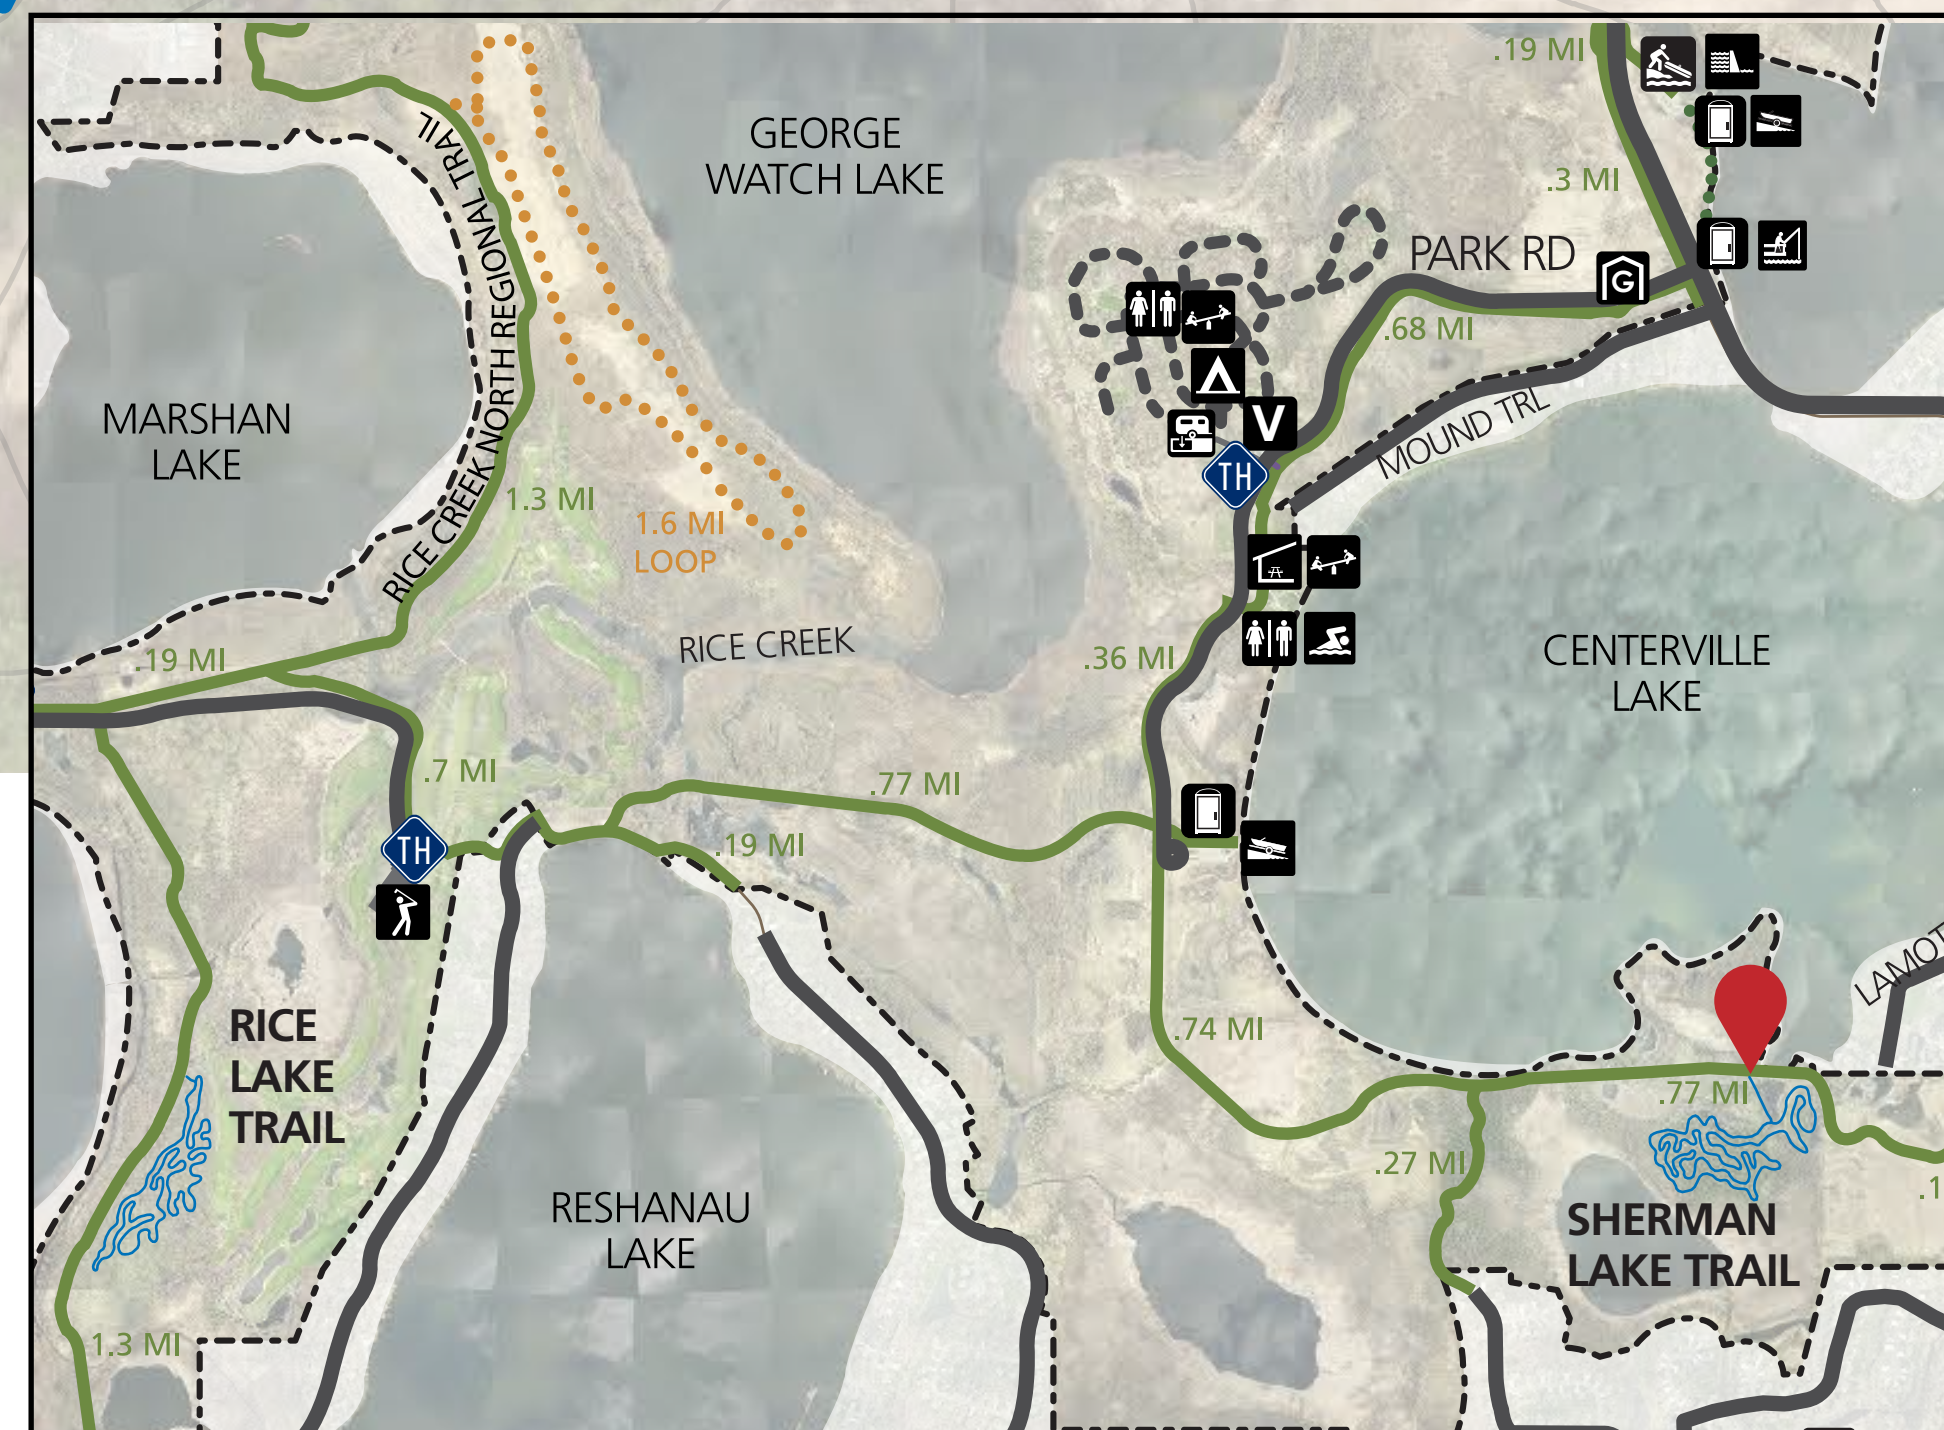 .19 MI
GEORGE
WATCH LAKE
.3 MI
RICE CREEK NORTH REGIONAL TRAIL
PARK RD
G
.68 MI
MARSHAN
LAKE
MOUND TRL
V
TH
1.3 MI
1.6 MI
LOOP
RICE CREEK
.19 MI
.36 MI
CENTERVILLE
LAKE
.7 MI
.77 MI
.19 MI
TH
RICE
LAKE
TRAIL
.74 MI
.77 MI
.27 MI
RESHANAU
LAKE
SHERMAN
LAKE TRAIL
1.3 MI